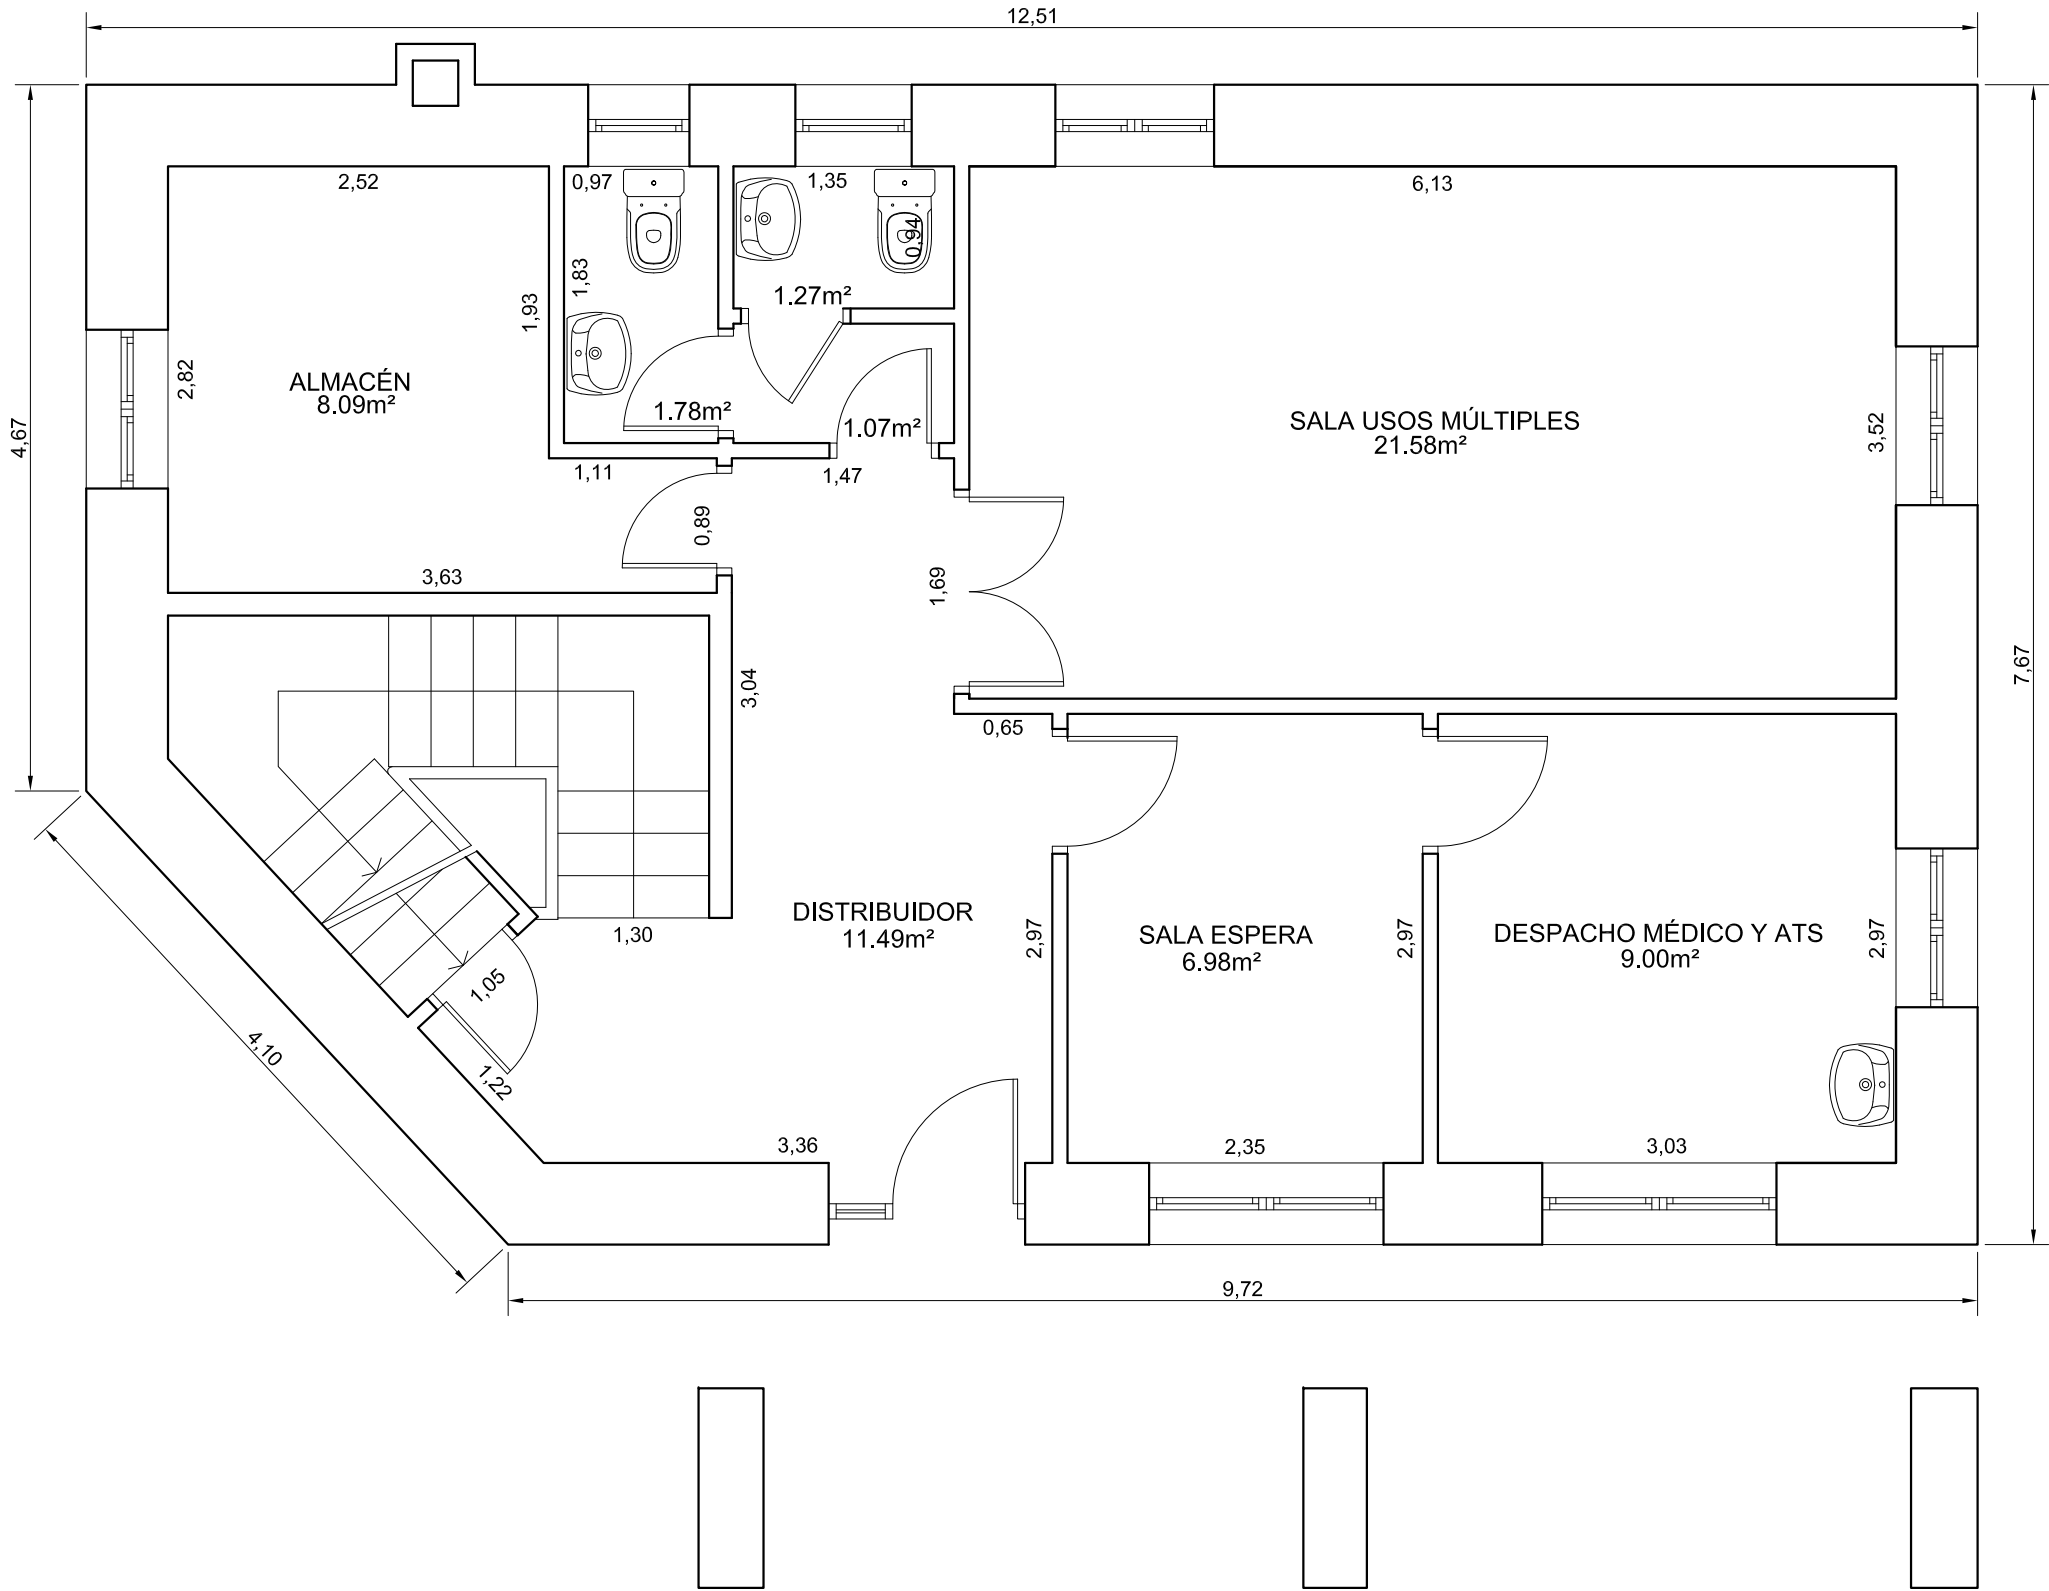 12,51
2,52
0,97
1,35
6,13
0,94
1,83
1.27m²
1,93
2,82
ALMACÉN
8.09m²
1.78m²
1.07m²
SALA USOS MÚLTIPLES
21.58m²
3,52
4,67
1,11
1,47
0,89
3,63
1,69
7,67
3,04
0,65
DISTRIBUIDOR
11.49m²
1,30
2,97
SALA ESPERA
6.98m²
2,97
DESPACHO MÉDICO Y ATS
9.00m²
2,97
1,05
4,10
1,22
3,36
2,35
3,03
9,72